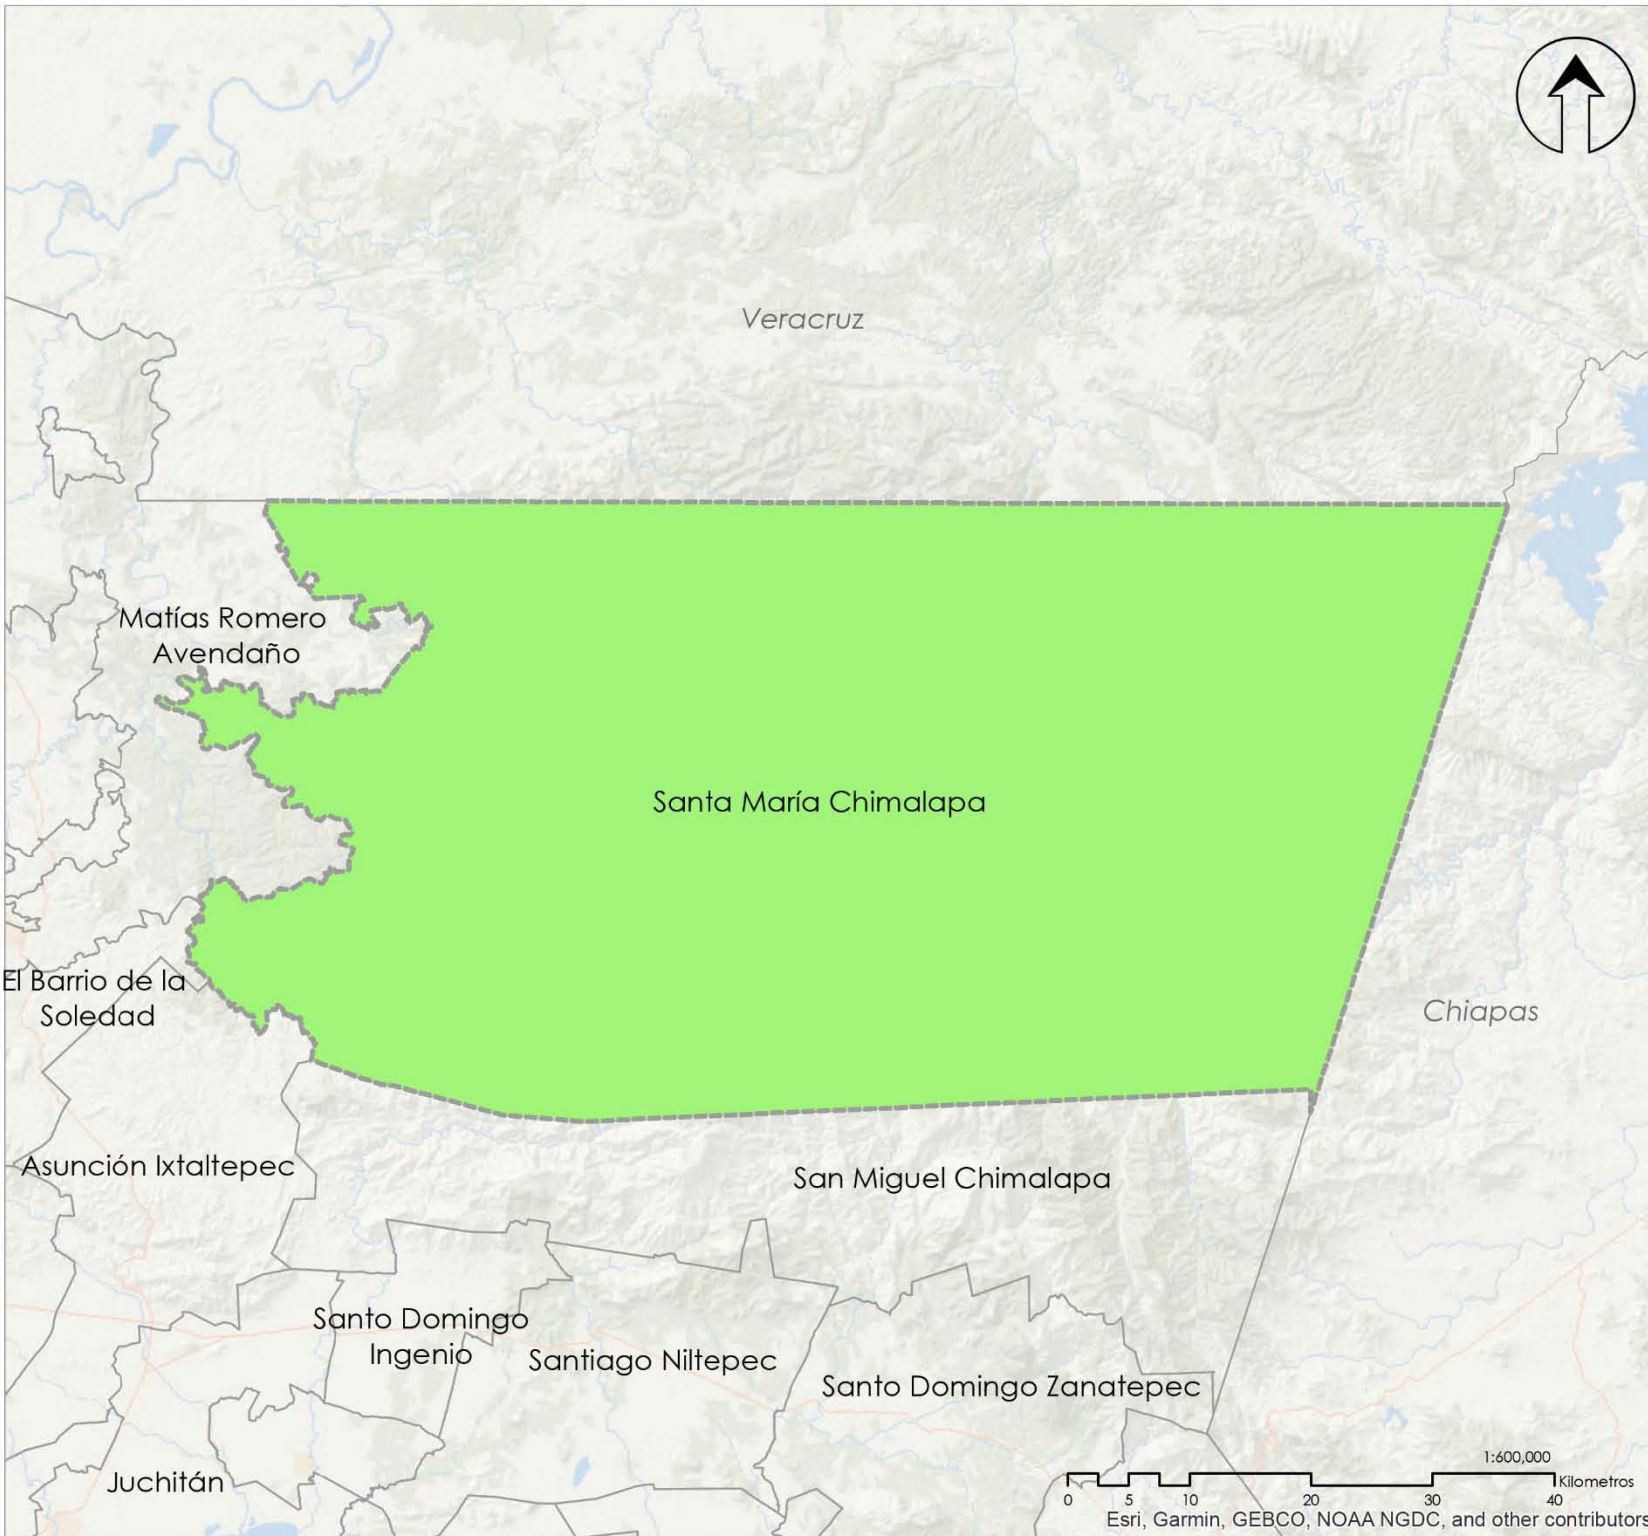 Veracruz
Matías Romero
Avendaño
Santa María Chimalapa
El Barrio de la
Soledad
Chiapas
Asunción Ixtaltepec
San Miguel Chimalapa
Santo Domingo
Ingenio
Santiago Niltepec
Santo Domingo Zanatepec
Juchitán
1:600,000
Kilometros
0 5 10 20 30 40
Esri, Garmin, GEBCO, NOAA NGDC, and other contributors